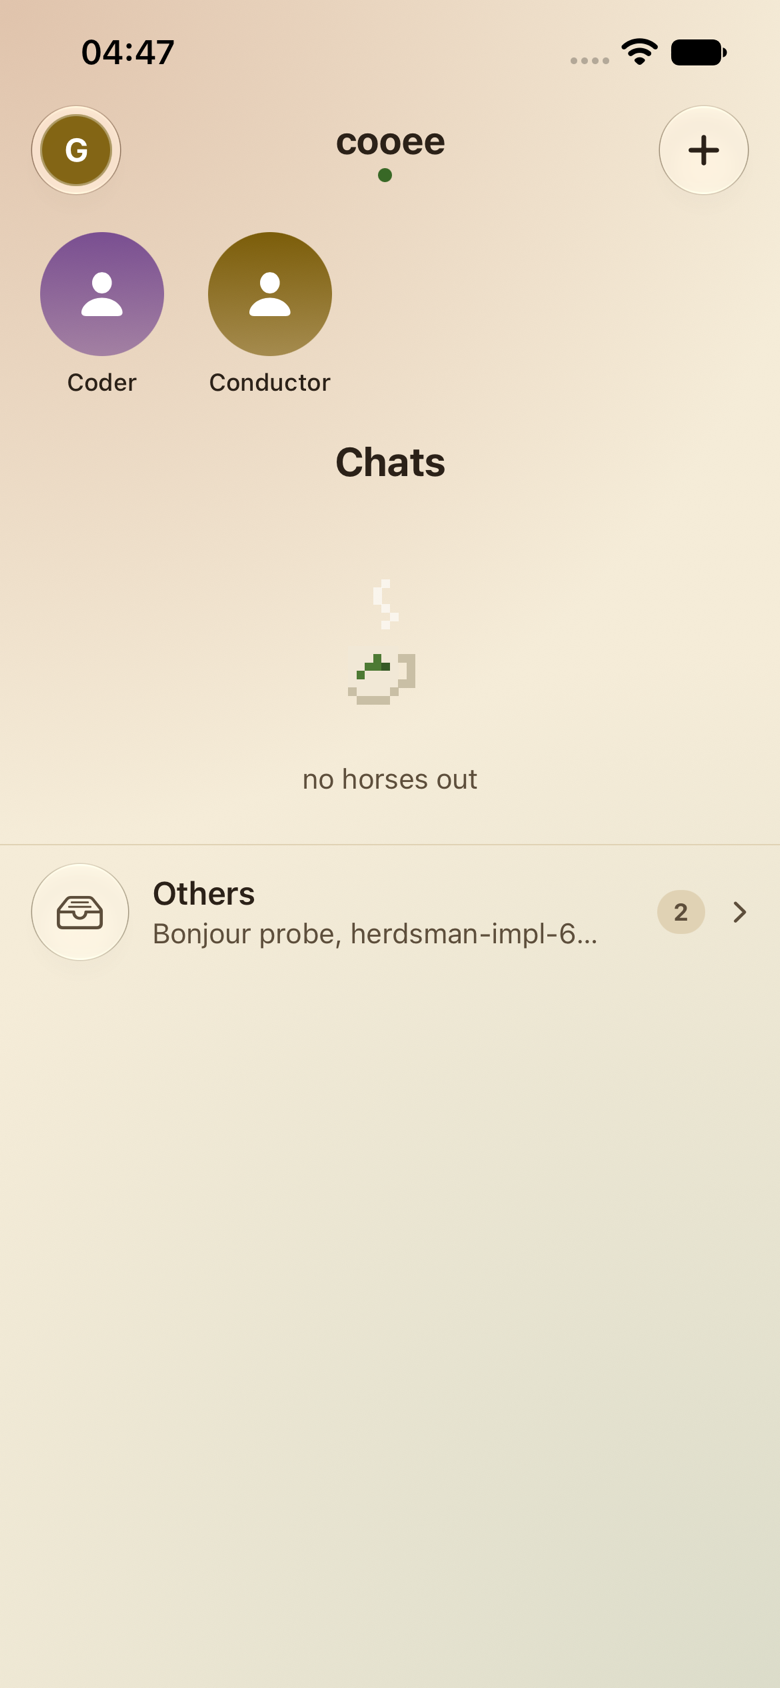 04:47
G
cooee
Coder
Conductor
Chats
no horses out
Others
Bonjour probe, herdsman-impl-6...
2